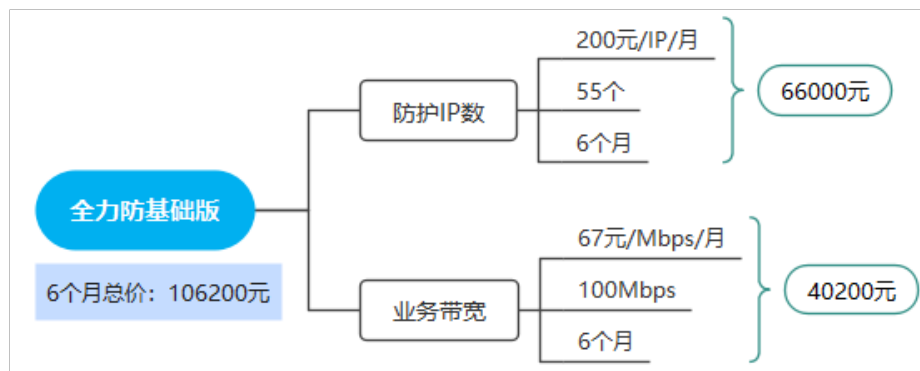 全力防基础版
6个月总价：106200元
防护IP数
200元/IP/月
55个
6个月
66000元
业务带宽
67元/Mbps/月
100Mbps
6个月
40200元